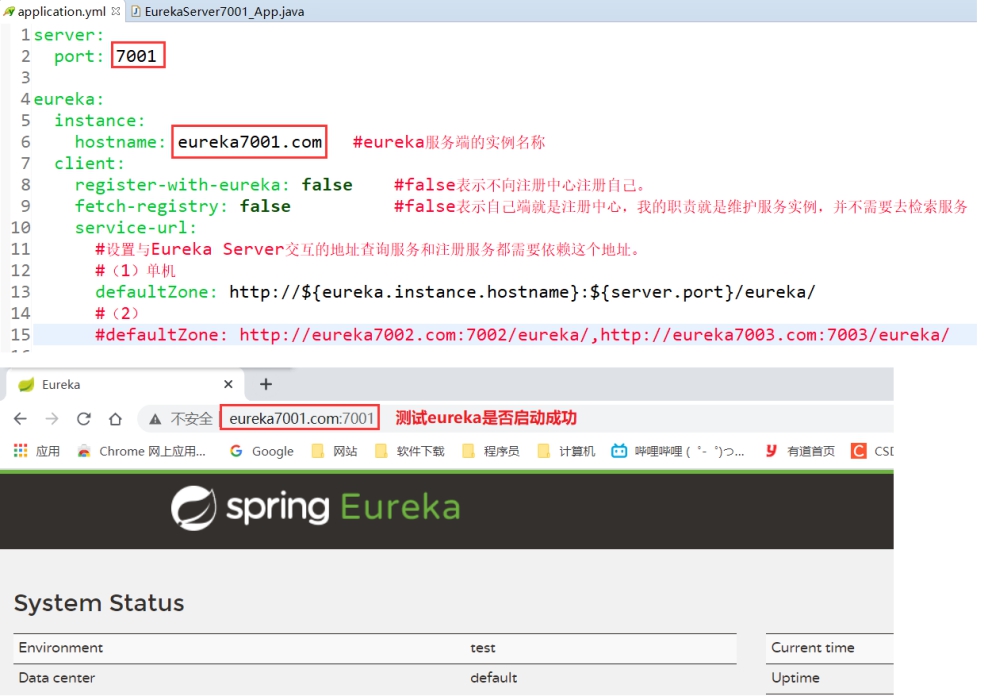 application.yml
EurekaServer7001_App.java
1 server:
2 port: 7001
3
4 eureka:
5 instance:
6 hostname: eureka7001.com #eureka服务端的实例名称
7 client:
8 register-with-eureka: false #false表示不向注册中心注册自己。
9 fetch-registry: false #false表示自己端就是注册中心，我的职责就是维护服务实例，并不需要去检索服务
10 service-url:
11 #设置与Eureka Server交互的地址查询服务和注册服务都需要依赖这个地址。
12 #（1）单机
13 defaultZone: http://${eureka.instance.hostname}:${server.port}/eureka/
14 #（2）
15 #defaultZone: http://eureka7002.com:7002/eureka/,http://eureka7003.com:7003/eureka/
Eureka
不安全 eureka7001.com:7001 测试eureka是否启动成功
应用 Chrome 网上应用... Google 网站 软件下载 程序员 计算机 哔哩哔哩 ( ゜- ゜)つ... 有道首页 CSD
spring Eureka
System Status
Environment test Current time
Data center default Uptime